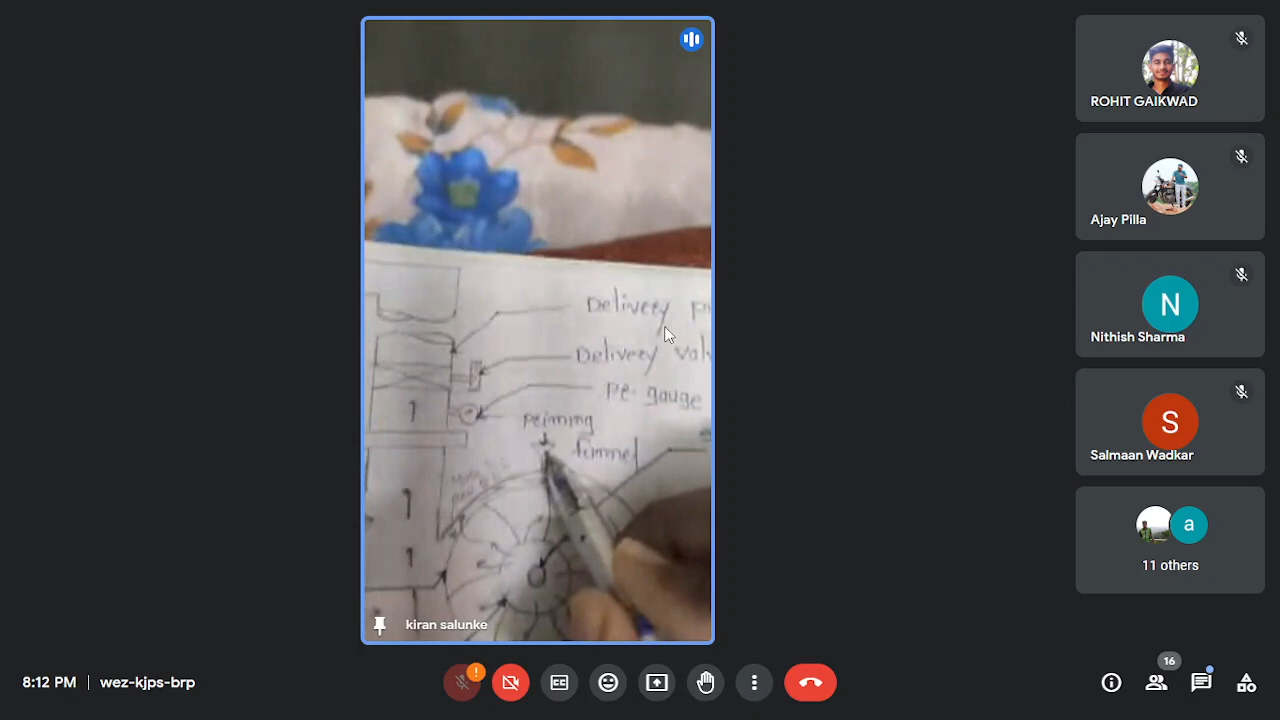 ROHIT GAIKWAD
Ajay Pilla
N
Nithish Sharma
S
Salmaan Wadkar
a
11 others
Delivery
Delivery
Pr. gauge
Priming
funnel
kiran salunke
8:12 PM
wez-kjps-brp
16